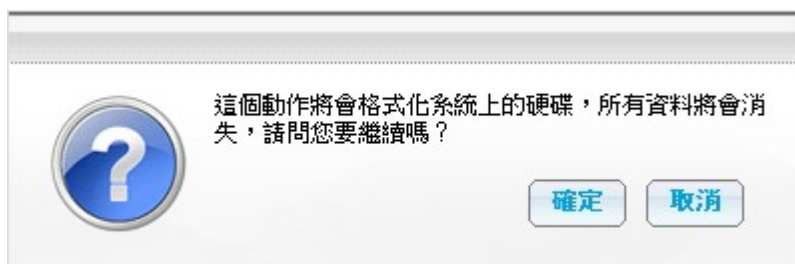 這個動作將會格式化系統上的硬碟，所有資料將會消
失，請問您要繼續嗎？
確定 取消